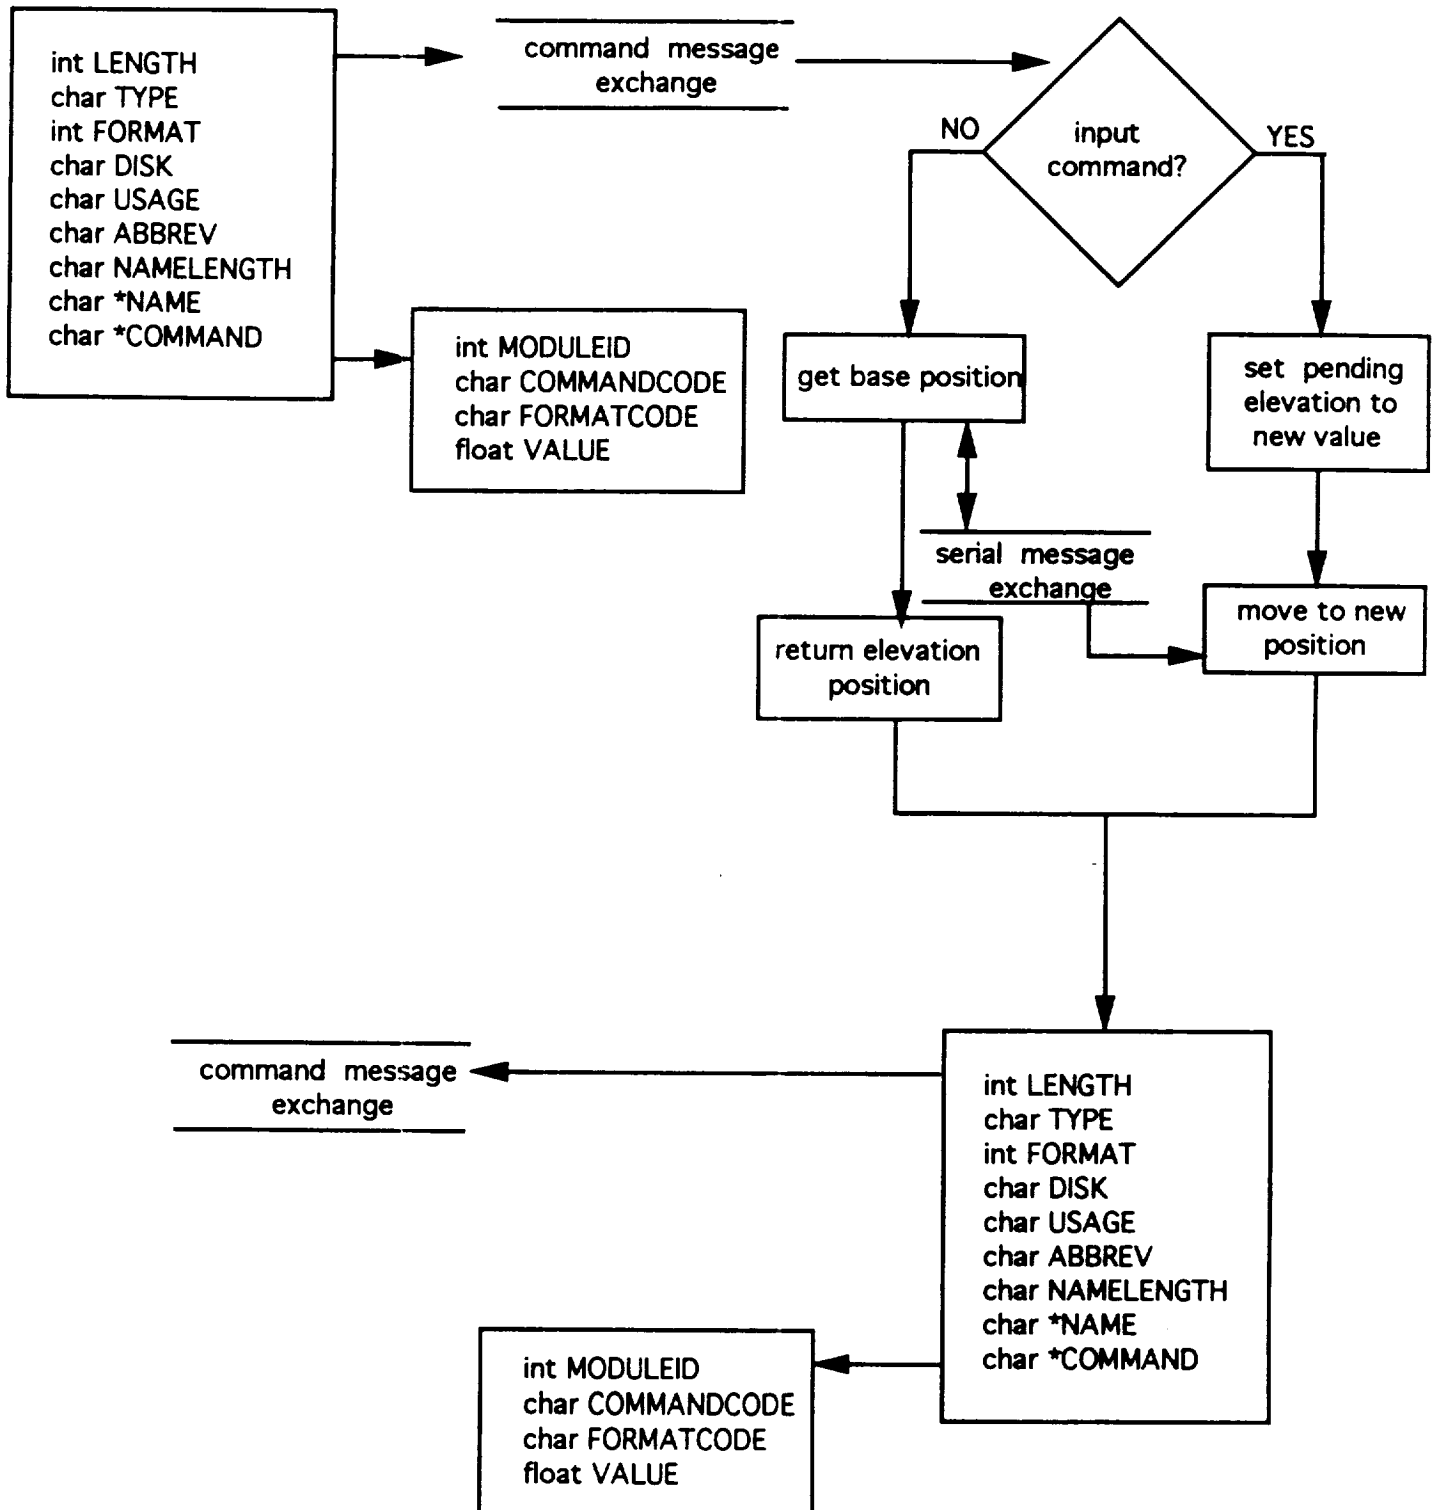 int LENGTH
char TYPE
int FORMAT
char DISK
char USAGE
char ABBREV
char NAMELENGTH
char *NAME
char *COMMAND
command message
exchange
input
command?
NO
YES
int MODULEID
char COMMANDCODE
char FORMATCODE
float VALUE
get base position
set pending
elevation to
new value
serial message
exchange
return elevation
position
move to new
position
command message
exchange
int LENGTH
char TYPE
int FORMAT
char DISK
char USAGE
char ABBREV
char NAMELENGTH
char *NAME
char *COMMAND
int MODULEID
char COMMANDCODE
char FORMATCODE
float VALUE